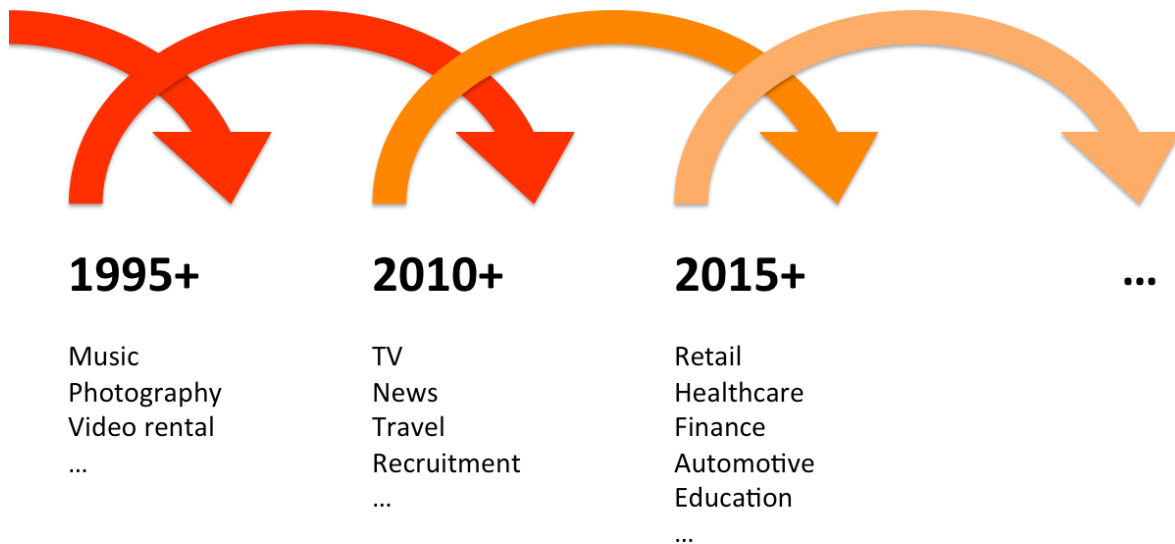 1995+
Music
Photography
Video rental
...
2010+
TV
News
Travel
Recruitment
...
2015+
Retail
Healthcare
Finance
Automotive
Education
...
...